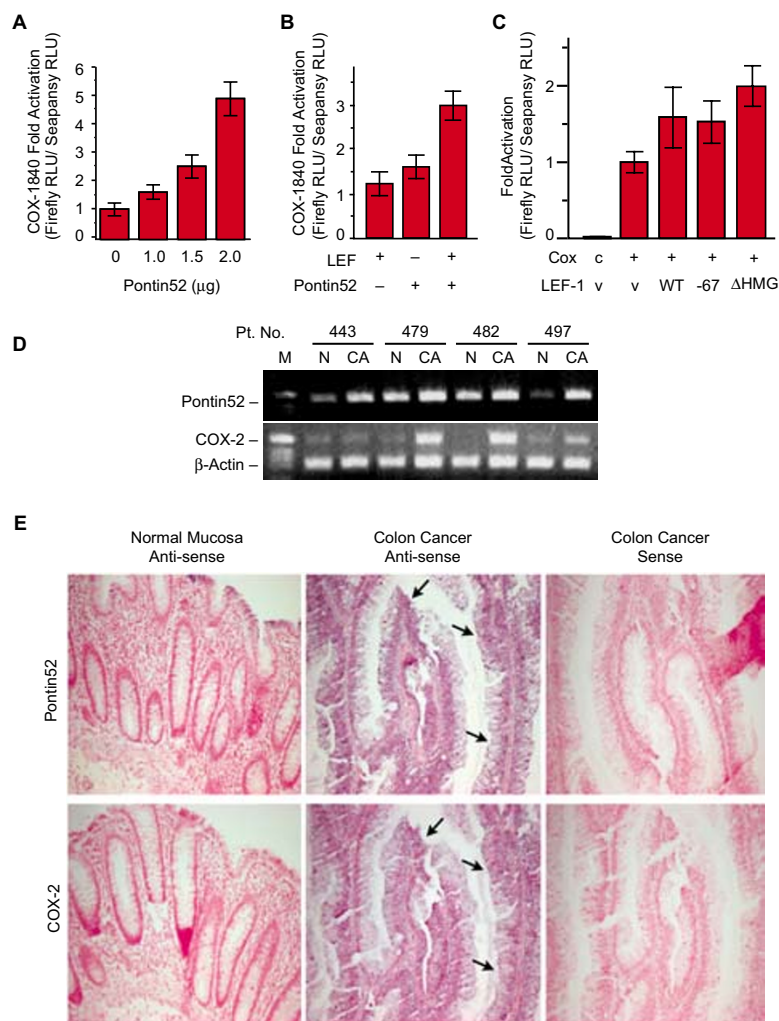 A
COX-1840 Fold Activation
(Firefly RLU/ Seapansy RLU)
6
5
4
3
2
1
0
0 1.0 1.5 2.0
Pontin52 (µg)
B
COX-1840 Fold Activation
(Firefly RLU/ Seapansy RLU)
3
2
1
0
LEF + – +
Pontin52 – + +
C
FoldActivation
(Firefly RLU/ Seapansy RLU)
2
1
0
Cox c + + + +
LEF-1 v v WT -67 ΔHMG
D
Pt. No. 443 479 482 497
M N CA N CA N CA N CA
Pontin52 –
COX-2 –
β-Actin –
E
Normal Mucosa
Anti-sense
Colon Cancer
Anti-sense
Colon Cancer
Sense
Pontin52
COX-2